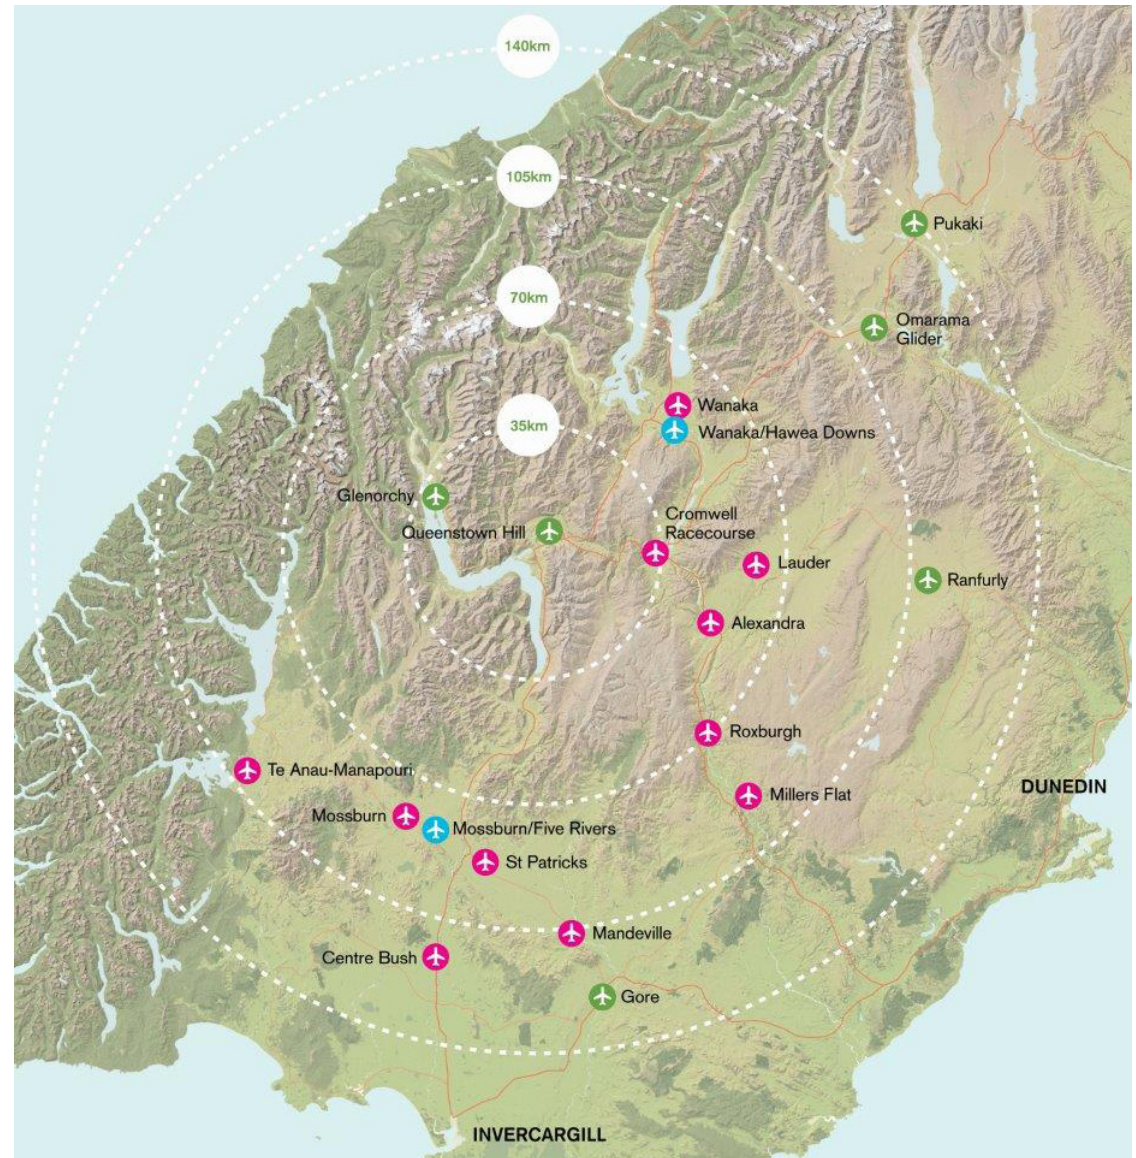 140km
105km
Pukaki
70km
Omarama
Glider
Wanaka
35km
Wanaka/Hawea Downs
Glenorchy
Queenstown Hill
Cromwell
Racecourse
Lauder
Ranfurly
Alexandra
Roxburgh
Te Anau-Manapouri
DUNEDIN
Millers Flat
Mossburn
Mossburn/Five Rivers
St Patricks
Mandeville
Centre Bush
Gore
INVERCARGILL